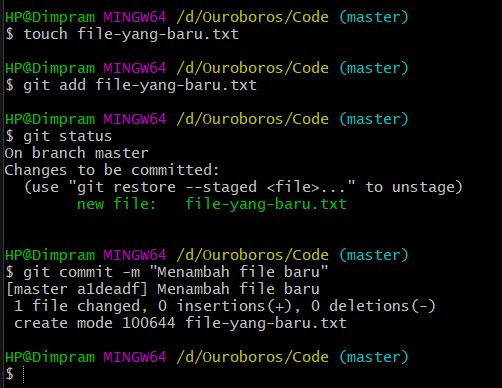 HP@Dimpram MINGW64 /d/Ouroboros/Code (master)
$ touch file-yang-baru.txt
HP@Dimpram MINGW64 /d/Ouroboros/Code (master)
$ git add file-yang-baru.txt
HP@Dimpram MINGW64 /d/Ouroboros/Code (master)
$ git status
On branch master
Changes to be committed:
  (use "git restore --staged <file>..." to unstage)
        new file:   file-yang-baru.txt
HP@Dimpram MINGW64 /d/Ouroboros/Code (master)
$ git commit -m "Menambah file baru"
[master a1deadf] Menambah file baru
 1 file changed, 0 insertions(+), 0 deletions(-)
 create mode 100644 file-yang-baru.txt
HP@Dimpram MINGW64 /d/Ouroboros/Code (master)
$